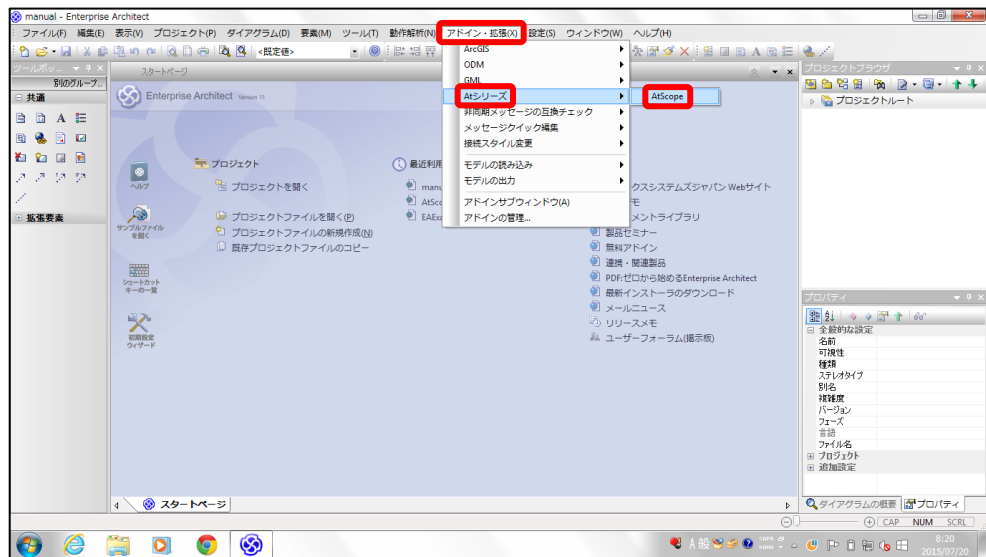 manual - Enterprise Architect
ファイル(F) 編集(E) 表示(V) プロジェクト(P) ダイアグラム(D) 要素(M) ツール(T) 動作解析(N) アドイン・拡張(X) 設定(S) ウィンドウ(W) ヘルプ(H)
<既定値>
ツールボッ...
別のグループ...
共通
拡張要素
スタートページ
Enterprise Architect Version 11
ヘルプ
サンプルファイル
を開く
ショートカット
キーの一覧
初期設定
ウィザード
プロジェクト
プロジェクトを開く
プロジェクトファイルを開く(P)
プロジェクトファイルの新規作成(N)
既存プロジェクトファイルのコピー
最近利用
manu
AtSco
EAExa
ArcGIS
ODM
GML
Atシリーズ
AtScope
非同期メッセージの互換チェック
メッセージクイック編集
接続スタイル変更
モデルの読み込み
モデルの出力
アドインサブウィンドウ(A)
アドインの管理...
クスシステムズジャパン Webサイト
モ
メントライブラリ
製品セミナー
無料アドイン
連携・関連製品
PDF:ゼロから始めるEnterprise Architect
最新インストーラのダウンロード
メールニュース
リリースメモ
ユーザーフォーラム(掲示板)
プロジェクトブラウザ
プロジェクトルート
プロパティ
全般的な設定
名前
可視性
種類
ステレオタイプ
別名
複雑度
バージョン
フェーズ
言語
ファイル名
プロジェクト
追加設定
スタートページ
ダイアグラムの概要 プロパティ
CAP NUM SCRL
A 般
CAPS
8:20
2015/07/20